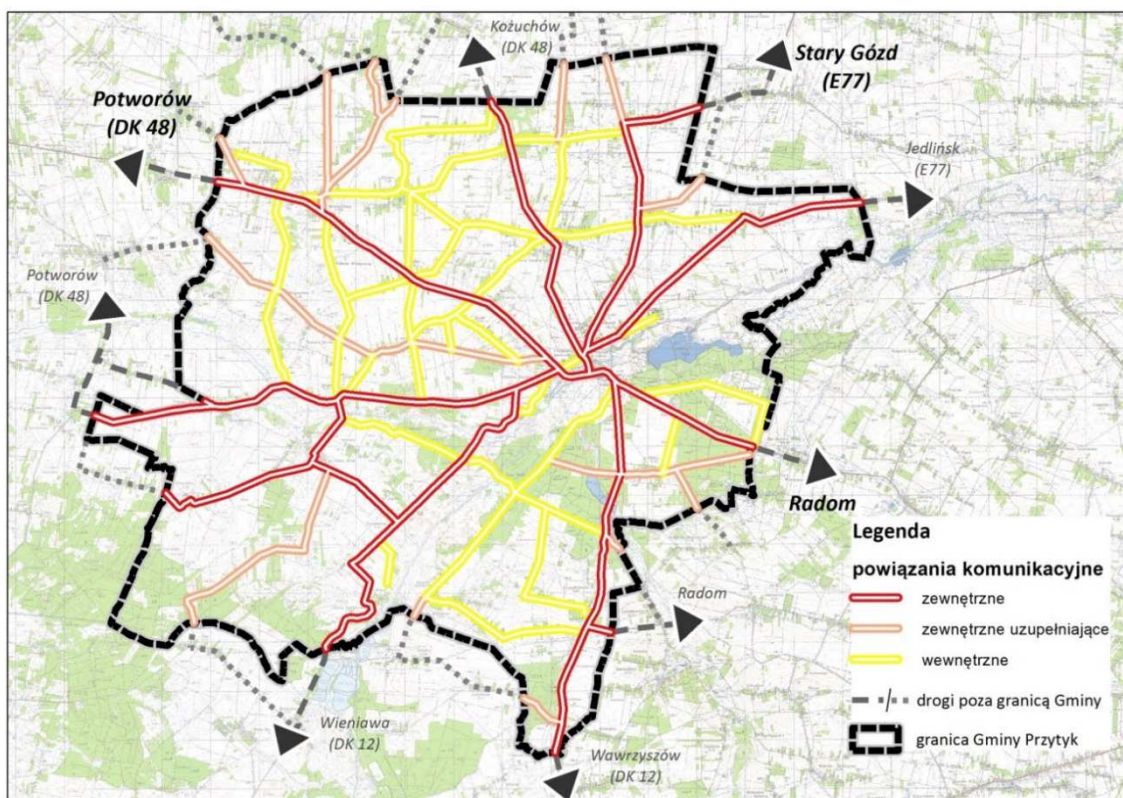 Kożuchów
(DK 48)
Stary Gózd
(E77)
Potworów
(DK 48)
Jedlińsk
(E77)
Potworów
(DK 48)
Radom
Legenda
powiązania komunikacyjne
zewnętrzne
zewnętrzne uzupełniające
wewnętrzne
drogi poza granicą Gminy
granica Gminy Przytyk
Radom
Wieniawa
(DK 12)
Wawrzyszów
(DK 12)